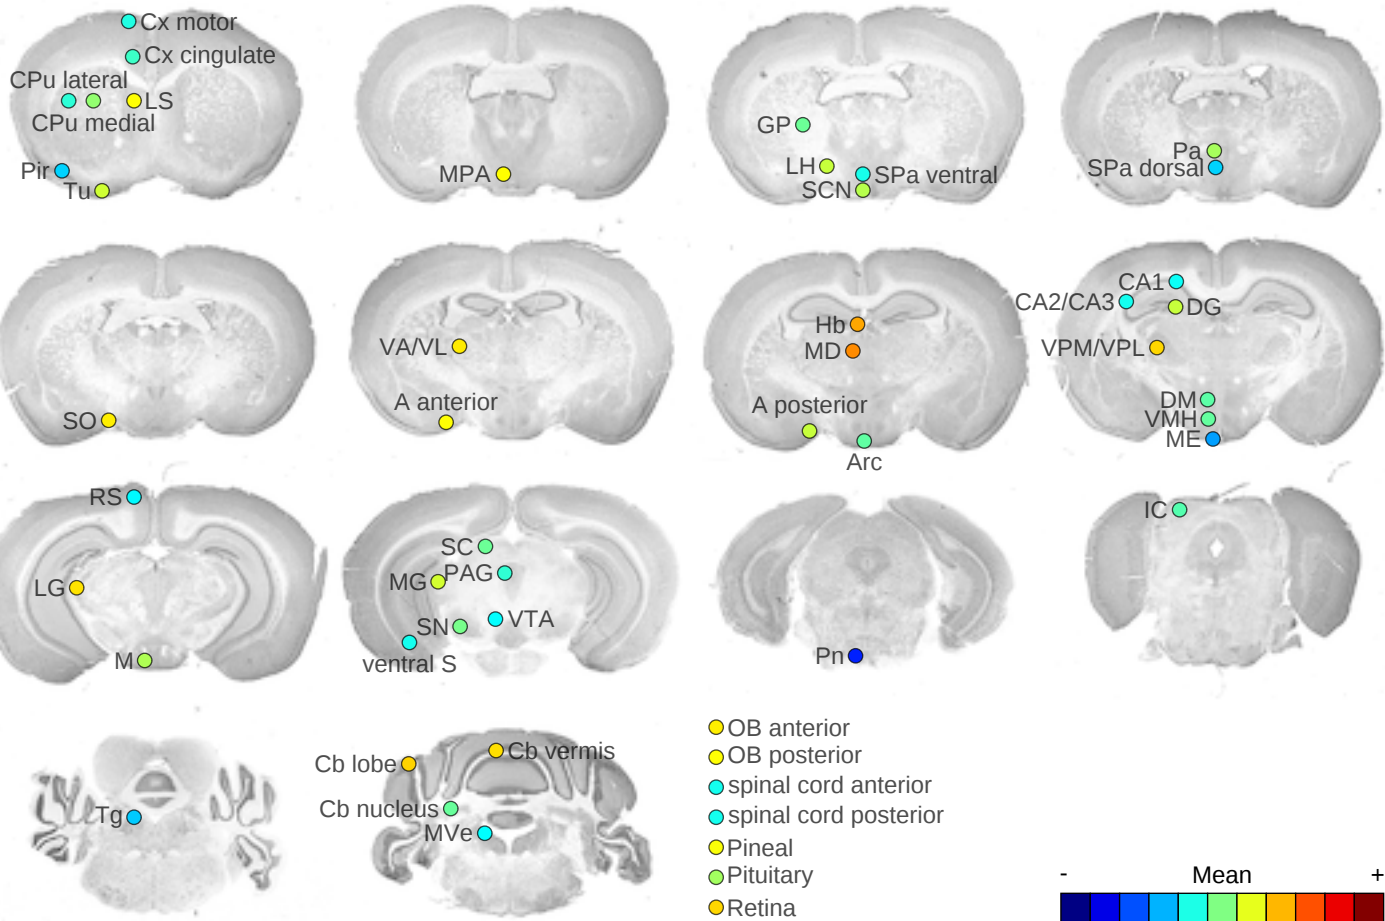 Cx motor
Cx cingulate
CPu lateral
LS
CPu medial
Pir
Tu
MPA
GP
LH
SPa ventral
SCN
Pa
SPa dorsal
SO
VA/VL
A anterior
Hb
MD
A posterior
Arc
CA1
CA2/CA3
DG
VPM/VPL
DM
VMH
ME
RS
LG
M
SC
PAG
MG
VTA
SN
ventral S
Pn
IC
Tg
Cb vermis
Cb lobe
Cb nucleus
MVe
OB anterior
OB posterior
spinal cord anterior
spinal cord posterior
Pineal
Pituitary
Retina
- Mean +